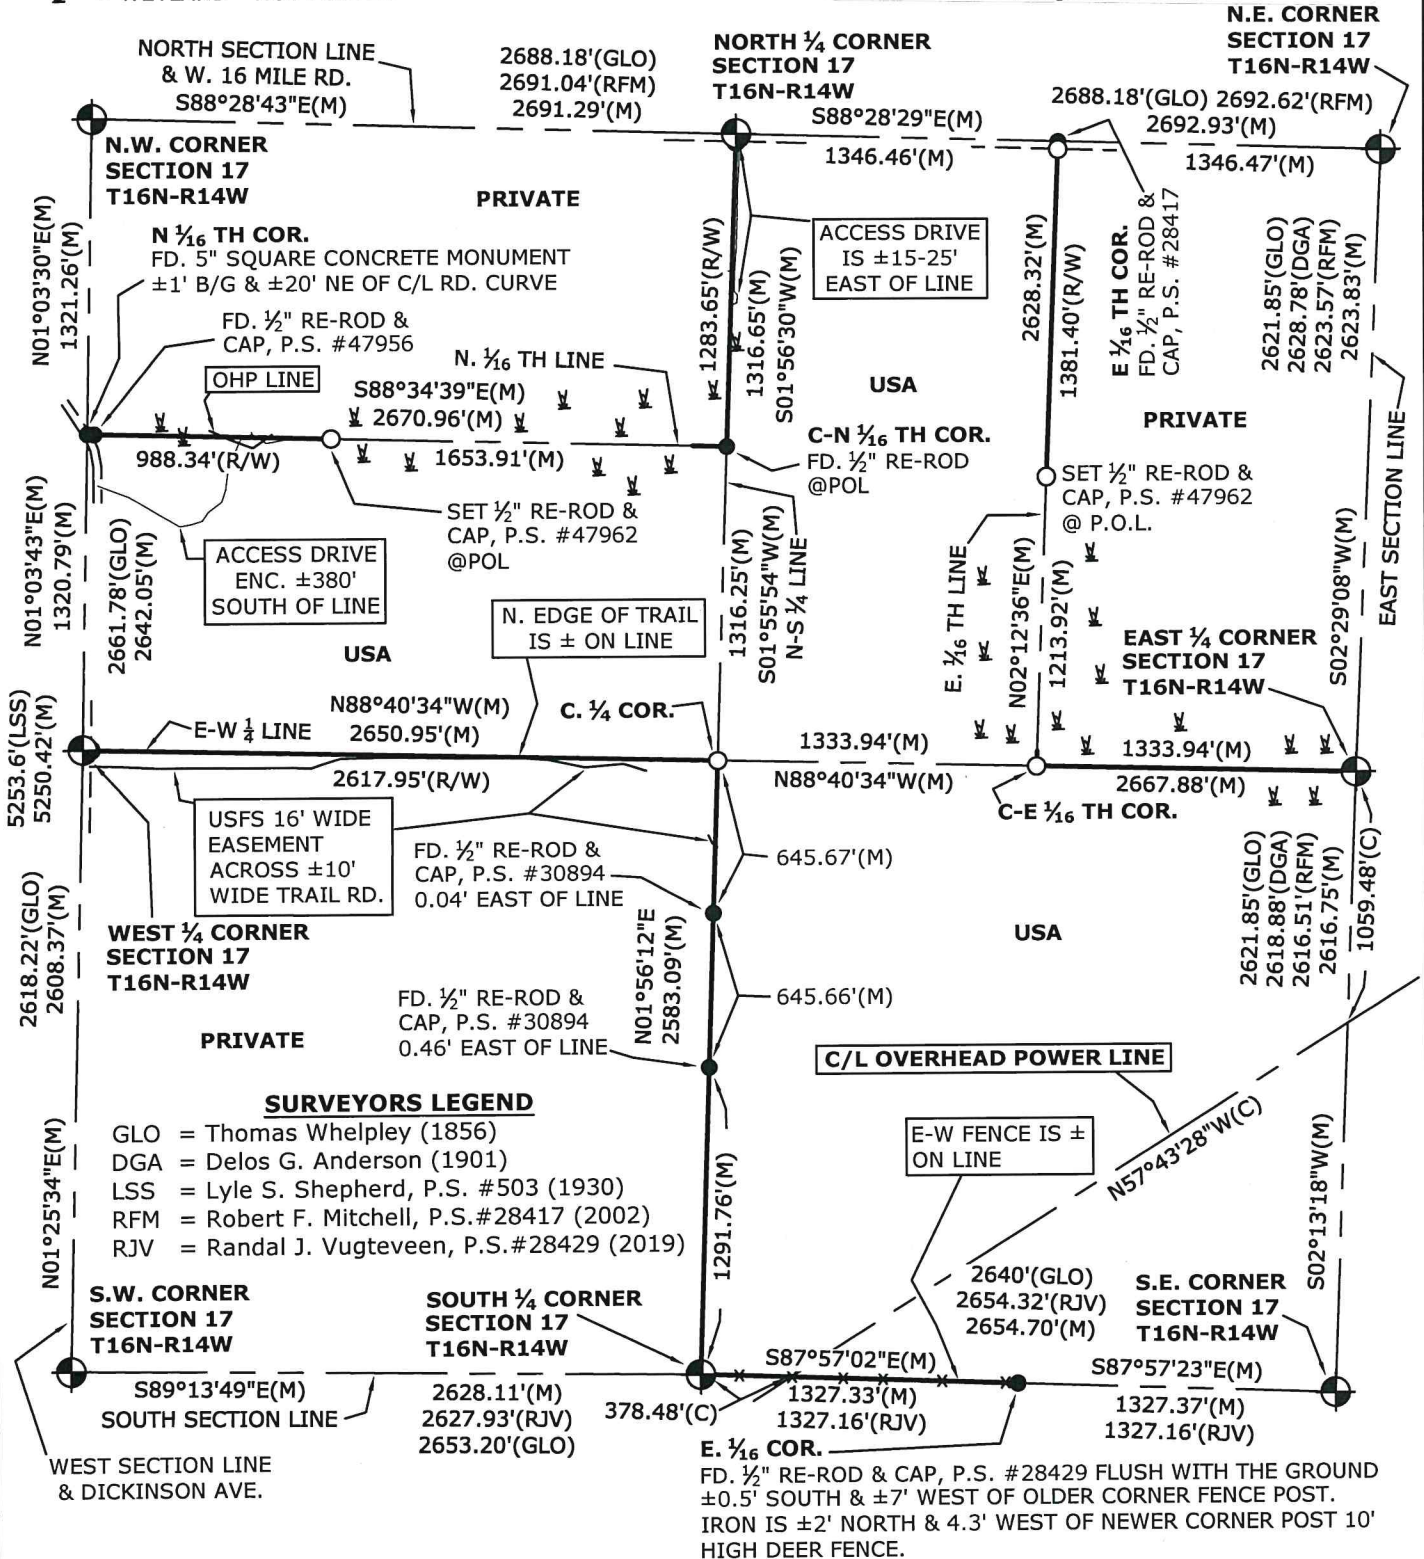 NORTH SECTION LINE
& W. 16 MILE RD.
S88°28'43"E(M)
2688.18'(GLO)
2691.04'(RFM)
2691.29'(M)
NORTH ¼ CORNER
SECTION 17
T16N-R14W
S88°28'29"E(M)
1346.46'(M)
N.E. CORNER
SECTION 17
T16N-R14W
2688.18'(GLO) 2692.62'(RFM)
2692.93'(M)
1346.47'(M)
N.W. CORNER
SECTION 17
T16N-R14W
PRIVATE
N01°03'30"E(M)
1321.26'(M)
N 1⁄16 TH COR.
FD. 5" SQUARE CONCRETE MONUMENT
±1' B/G & ±20' NE OF C/L RD. CURVE
FD. ½" RE-ROD &
CAP, P.S. #47956
OHP LINE
N. 1⁄16 TH LINE
S88°34'39"E(M)
2670.96'(M)
988.34'(R/W)
1653.91'(M)
1283.65'(R/W)
1316.65'(M)
S01°56'30"W(M)
ACCESS DRIVE
IS ±15-25'
EAST OF LINE
USA
2628.32'(M)
1381.40'(R/W)
E 1⁄16 TH COR.
FD. ½" RE-ROD &
CAP, P.S. #28417
2621.85'(GLO)
2628.78'(DGA)
2623.57'(RFM)
2623.83'(M)
PRIVATE
C-N 1⁄16 TH COR.
FD. ½" RE-ROD
@POL
SET ½" RE-ROD &
CAP, P.S. #47962
@ P.O.L.
EAST SECTION LINE
SET ½" RE-ROD &
CAP, P.S. #47962
@POL
N01°03'43"E(M)
1320.79'(M)
2661.78'(GLO)
2642.05'(M)
ACCESS DRIVE
ENC. ±380'
SOUTH OF LINE
USA
N. EDGE OF TRAIL
IS ± ON LINE
1316.25'(M)
S01°55'54"W(M)
N-S ¼ LINE
E. 1⁄16 TH LINE
N02°12'36"E(M)
1213.92'(M)
EAST ¼ CORNER
SECTION 17
T16N-R14W
S02°29'08"W(M)
5253.6'(LSS)
5250.42'(M)
E-W ¼ LINE
N88°40'34"W(M)
2650.95'(M)
2617.95'(R/W)
C. ¼ COR.
1333.94'(M)
N88°40'34"W(M)
1333.94'(M)
2667.88'(M)
C-E 1⁄16 TH COR.
USFS 16' WIDE
EASEMENT
ACROSS ±10'
WIDE TRAIL RD.
FD. ½" RE-ROD &
CAP, P.S. #30894
0.04' EAST OF LINE
645.67'(M)
WEST ¼ CORNER
SECTION 17
T16N-R14W
2618.22'(GLO)
2608.37'(M)
N01°56'12"E
2583.09'(M)
USA
2621.85'(GLO)
2618.88'(DGA)
2616.51'(RFM)
2616.75'(M)
1059.48'(C)
FD. ½" RE-ROD &
CAP, P.S. #30894
0.46' EAST OF LINE
645.66'(M)
PRIVATE
C/L OVERHEAD POWER LINE
N57°43'28"W(C)
SURVEYORS LEGEND
GLO = Thomas Whelpley (1856)
DGA = Delos G. Anderson (1901)
LSS = Lyle S. Shepherd, P.S. #503 (1930)
RFM = Robert F. Mitchell, P.S.#28417 (2002)
RJV = Randal J. Vugteveen, P.S.#28429 (2019)
E-W FENCE IS ±
ON LINE
N01°25'34"E(M)
1291.76'(M)
S02°13'18"W(M)
S.W. CORNER
SECTION 17
T16N-R14W
SOUTH ¼ CORNER
SECTION 17
T16N-R14W
2640'(GLO)
2654.32'(RJV)
2654.70'(M)
S.E. CORNER
SECTION 17
T16N-R14W
S89°13'49"E(M)
SOUTH SECTION LINE
2628.11'(M)
2627.93'(RJV)
2653.20'(GLO)
378.48'(C)
S87°57'02"E(M)
1327.33'(M)
1327.16'(RJV)
S87°57'23"E(M)
1327.37'(M)
1327.16'(RJV)
WEST SECTION LINE
& DICKINSON AVE.
E. 1⁄16 COR.
FD. ½" RE-ROD & CAP, P.S. #28429 FLUSH WITH THE GROUND
±0.5' SOUTH & ±7' WEST OF OLDER CORNER FENCE POST.
IRON IS ±2' NORTH & 4.3' WEST OF NEWER CORNER POST 10'
HIGH DEER FENCE.